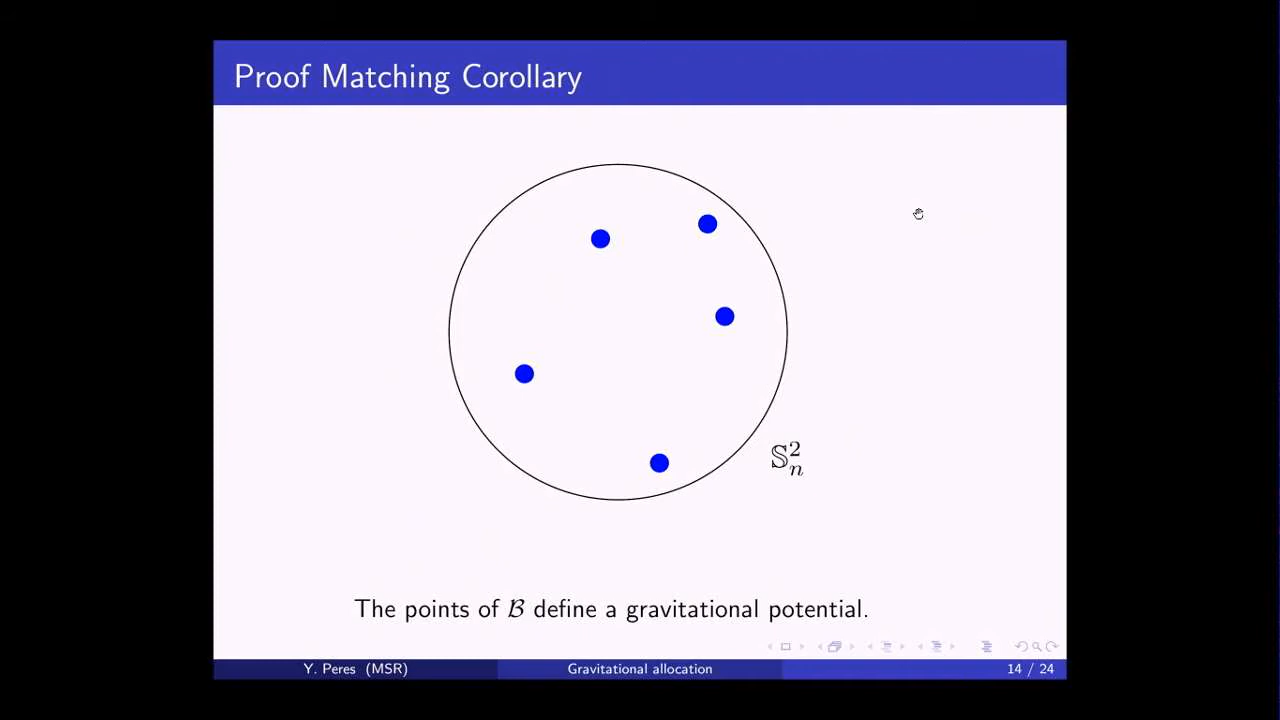 Proof Matching Corollary
𝕊²ₙ
The points of ℬ define a gravitational potential.
Y. Peres (MSR) Gravitational allocation 14 / 24